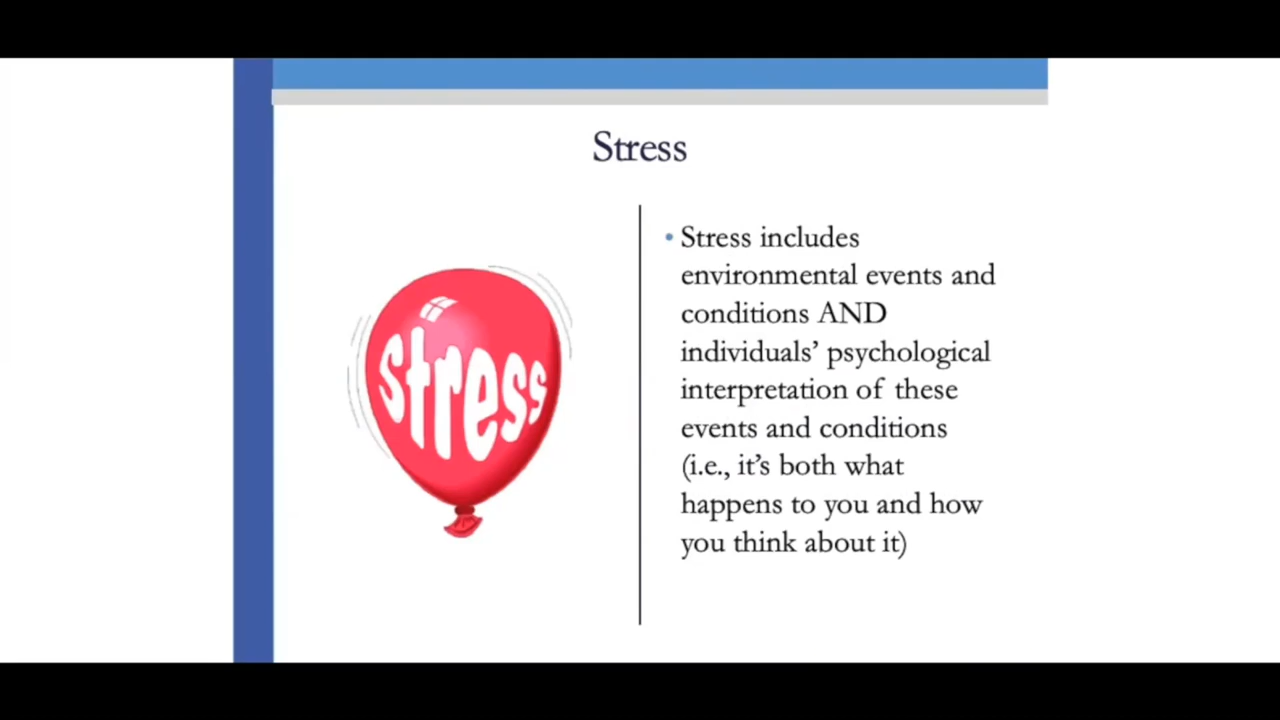 Stress
stress
• Stress includes
environmental events and
conditions AND
individuals’ psychological
interpretation of these
events and conditions
(i.e., it’s both what
happens to you and how
you think about it)